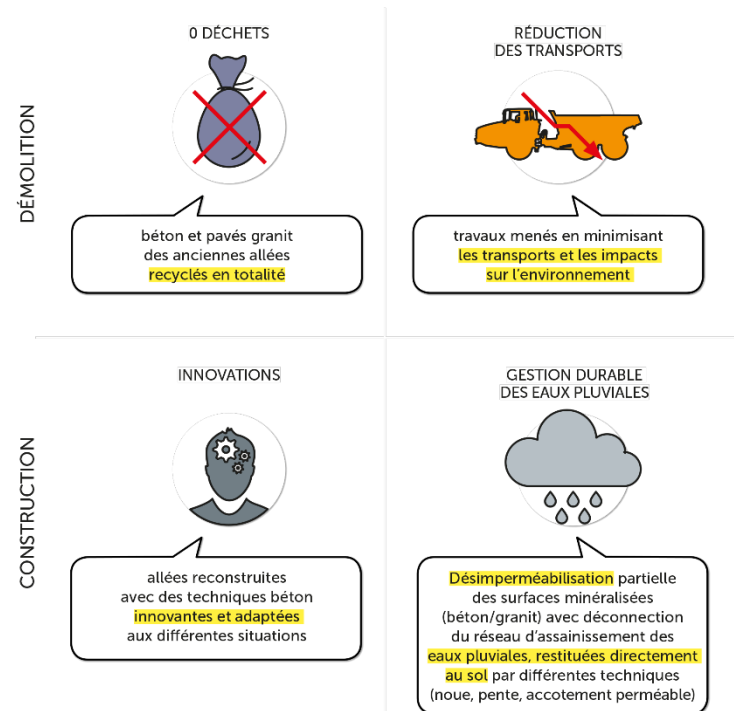 DÉMOLITION
0 DÉCHETS
béton et pavés granit
des anciennes allées
recyclés en totalité
RÉDUCTION
DES TRANSPORTS
travaux menés en minimisant
les transports et les impacts
sur l'environnement
CONSTRUCTION
INNOVATIONS
allées reconstruites
avec des techniques béton
innovantes et adaptées
aux différentes situations
GESTION DURABLE
DES EAUX PLUVIALES
Désimperméabilisation partielle
des surfaces minéralisées
(béton/granit) avec déconnection
du réseau d'assainissement des
eaux pluviales, restituées directement
au sol par différentes techniques
(noue, pente, accotement perméable)